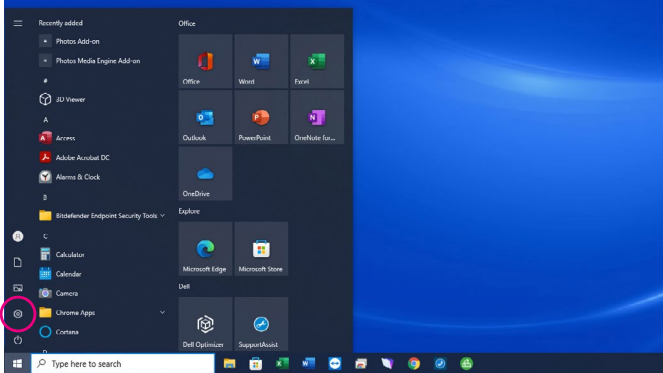 Recently added
Photos Add-on
Photos Media Engine Add-on
#
3D Viewer
A
Access
Adobe Acrobat DC
Alarms & Clock
B
Bitdefender Endpoint Security Tools
C
Calculator
Calendar
Camera
Chrome Apps
Cortana
Office
Office
Word
Excel
Outlook
PowerPoint
OneNote for...
OneDrive
Explore
Microsoft Edge
Microsoft Store
Dell
Dell Optimizer
SupportAssist
Type here to search